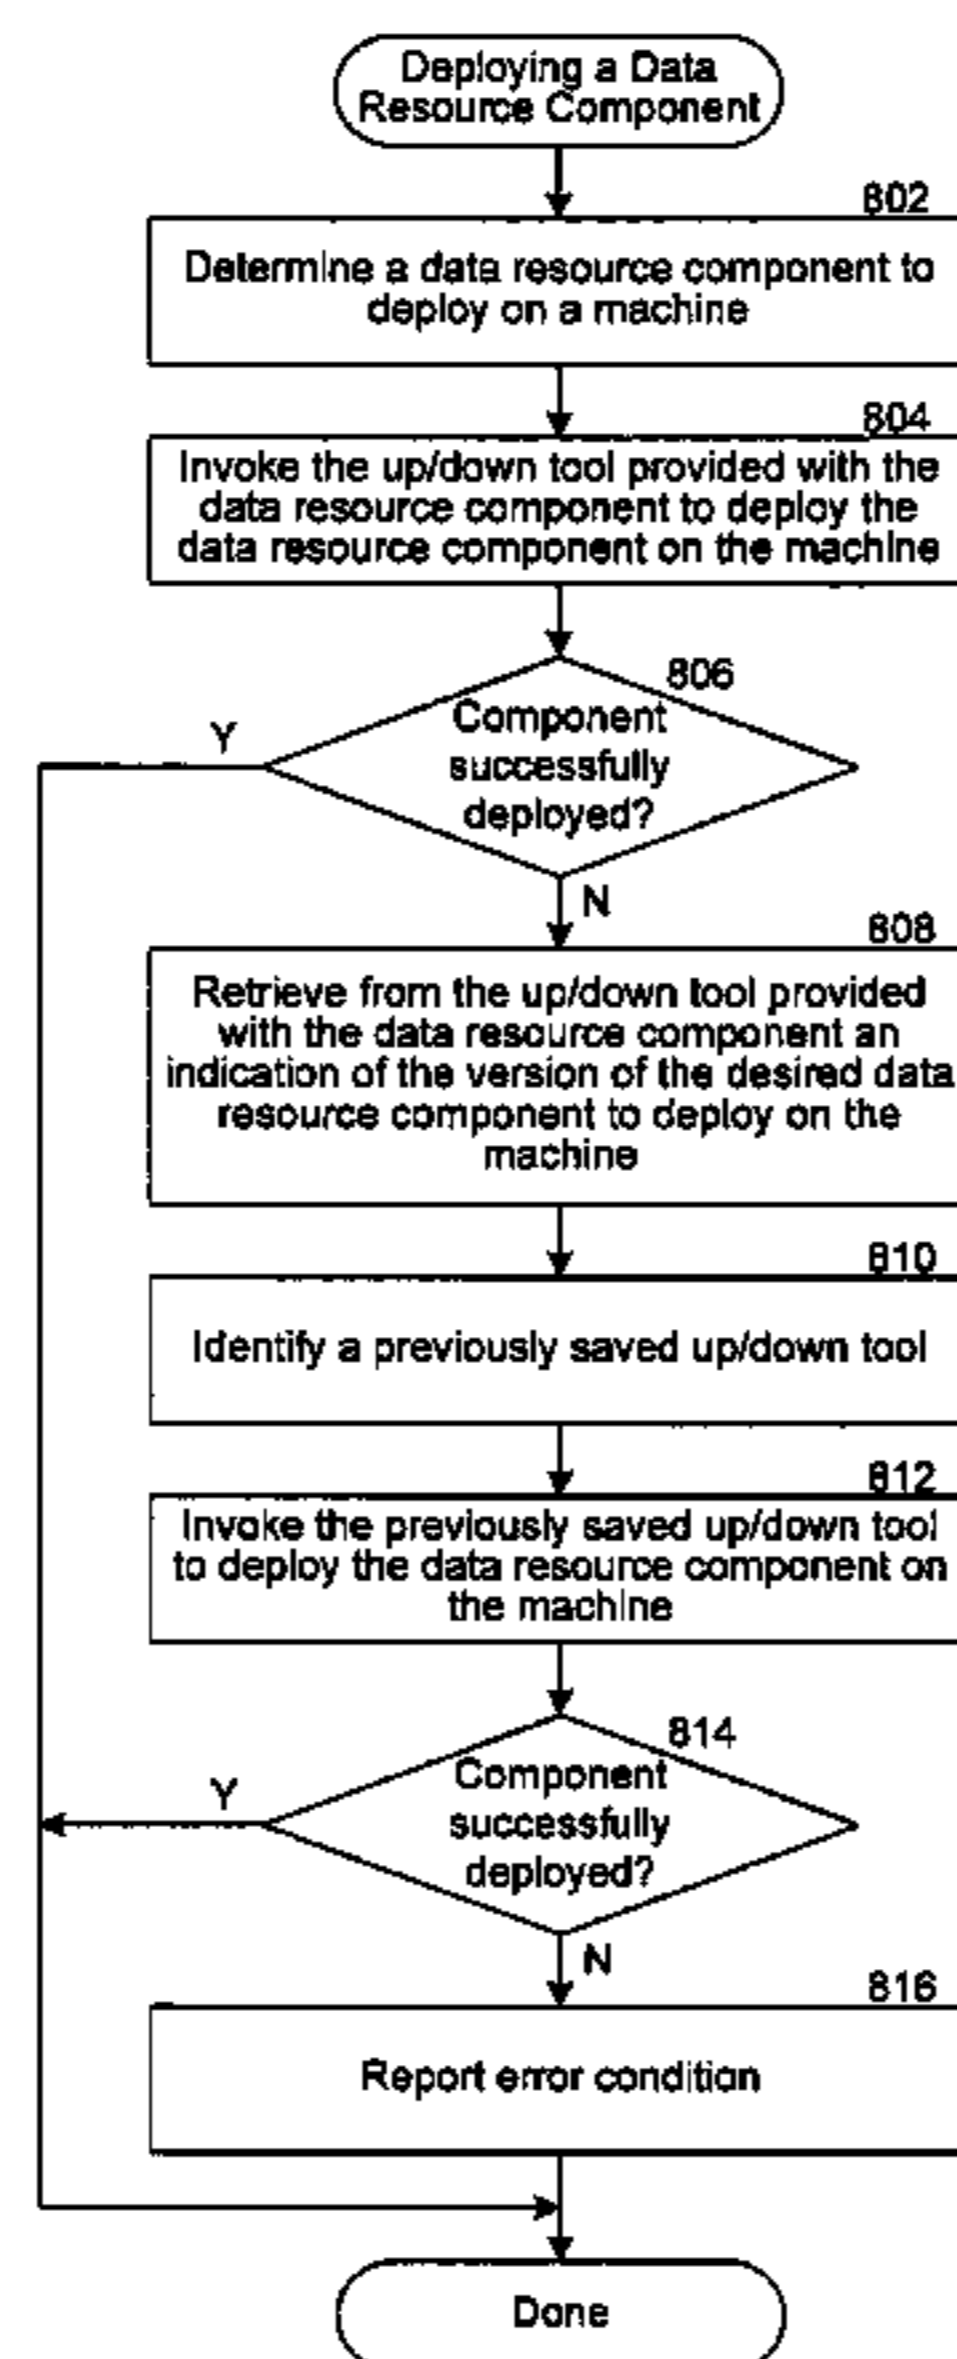 Deploying a Data
Resource Component
802
Determine a data resource component to
deploy on a machine
804
Invoke the up/down tool provided with the
data resource component to deploy the
data resource component on the machine
806
Component
successfully
deployed?
Y
N
808
Retrieve from the up/down tool provided
with the data resource component an
indication of the version of the desired data
resource component to deploy on the
machine
810
Identify a previously saved up/down tool
812
Invoke the previously saved up/down tool
to deploy the data resource component on
the machine
814
Component
successfully
deployed?
Y
N
816
Report error condition
Done